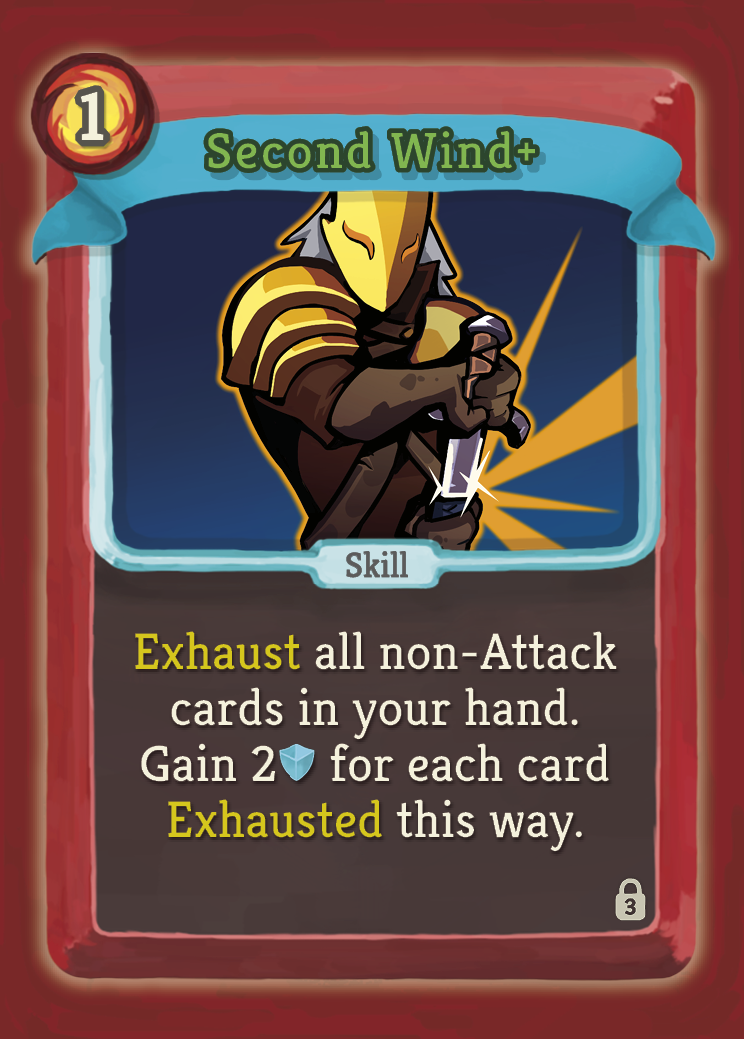 1
Second Wind+
Skill
Exhaust all non-Attack
cards in your hand.
Gain 2 for each card
Exhausted this way.
3